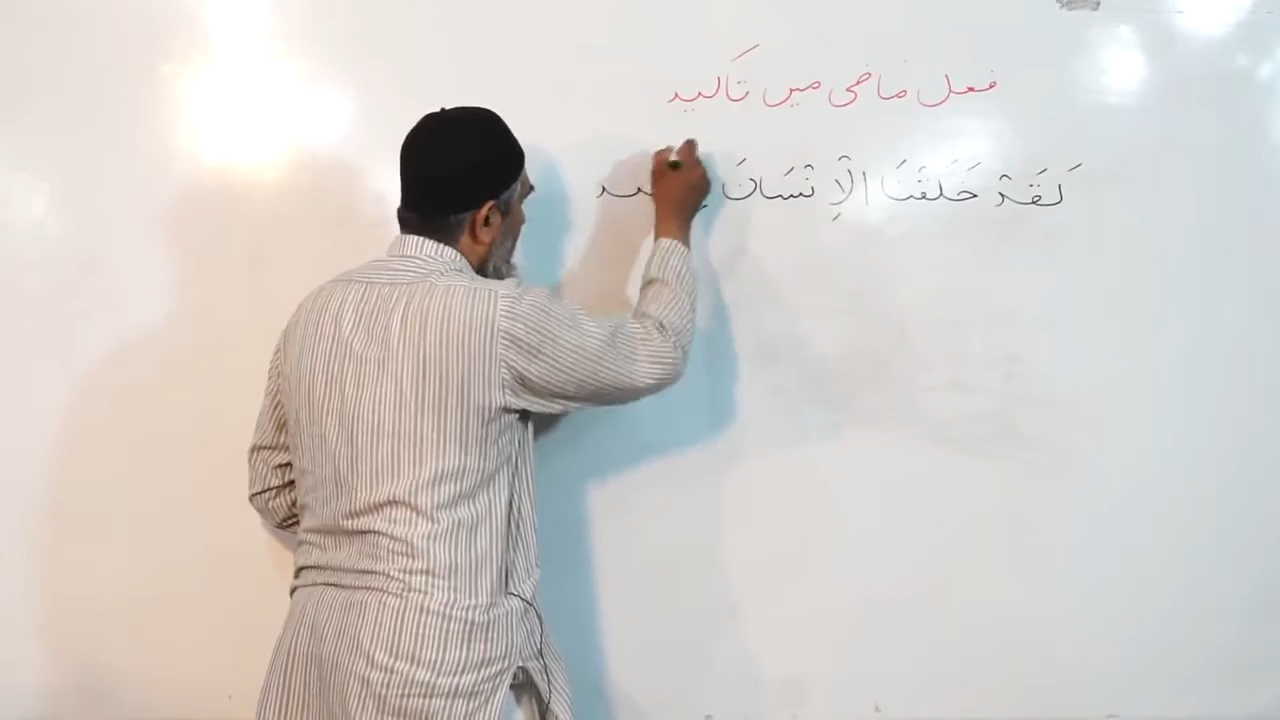 فعل ماضی میں تاکید
لَقَدْ خَلَقْنَا الْاِنْسَانَ